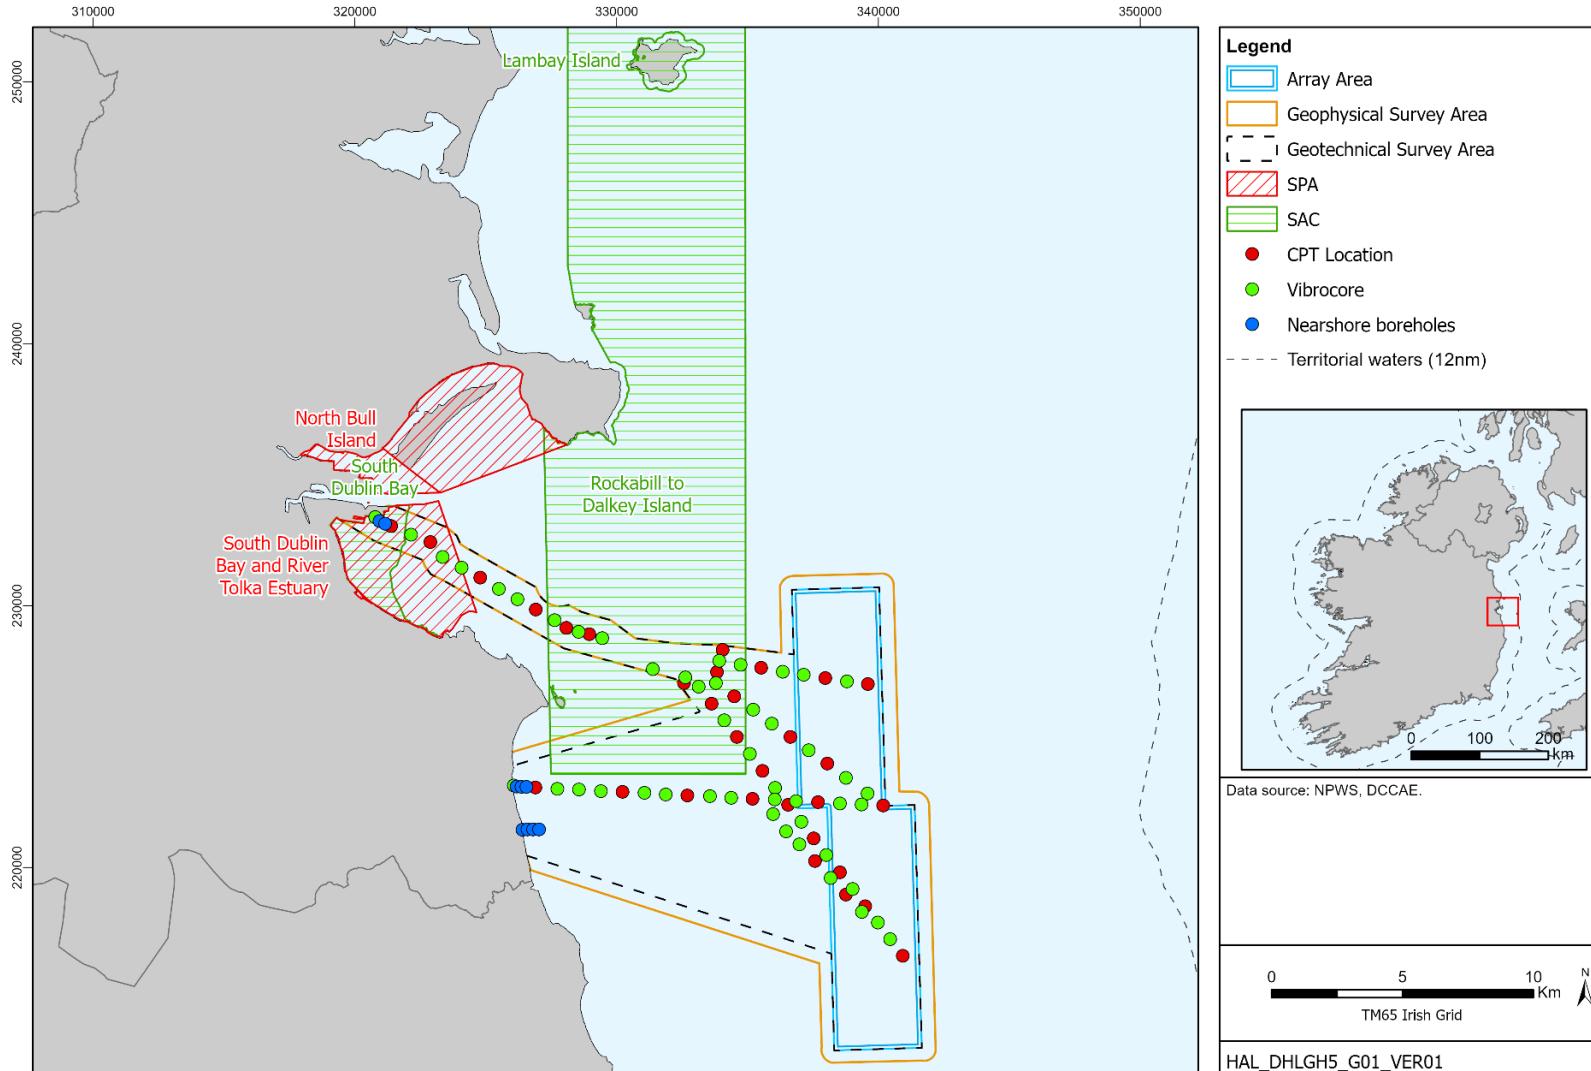 310000
320000
330000
340000
350000
250000
240000
230000
220000
Lambay Island
North Bull
Island
South
Dublin Bay
Rockabill to
Dalkey Island
South Dublin
Bay and River
Tolka Estuary
Legend
Array Area
Geophysical Survey Area
Geotechnical Survey Area
SPA
SAC
CPT Location
Vibrocore
Nearshore boreholes
Territorial waters (12nm)
0 100 200
km
Data source: NPWS, DCCAE.
0 5 10
Km
N
TM65 Irish Grid
HAL_DHLGH5_G01_VER01